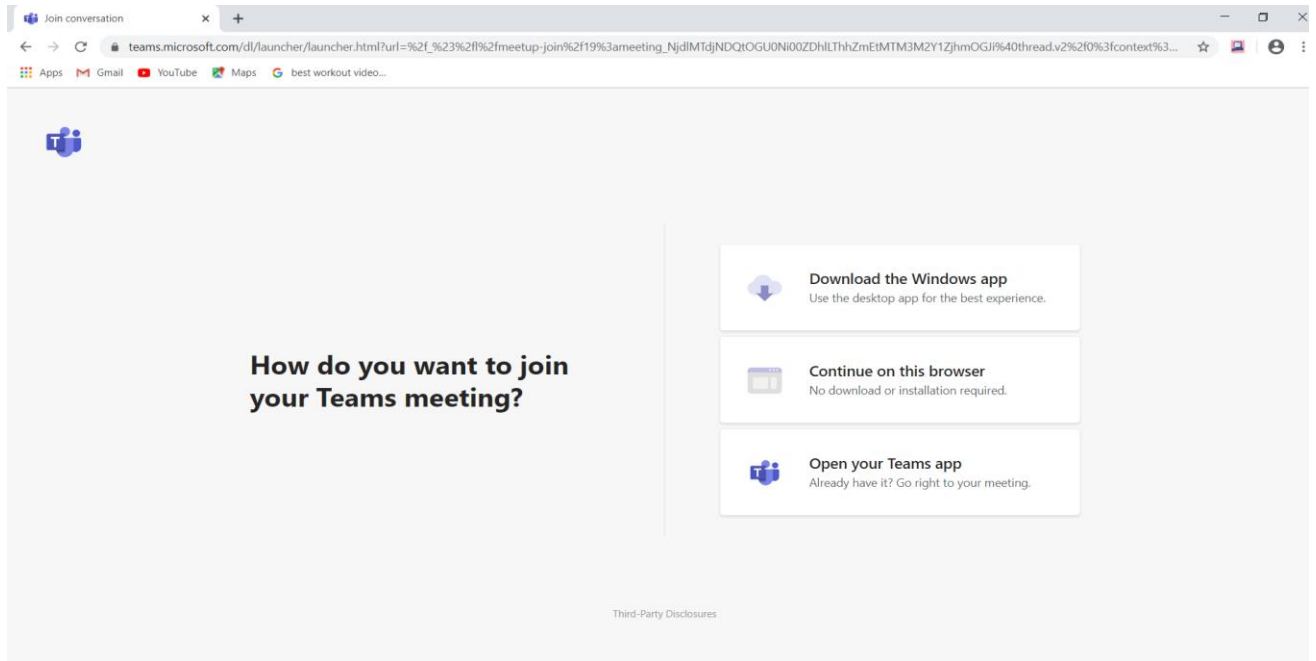 Join conversation
teams.microsoft.com/dl/launcher/launcher.html?url=%2f_%23%2fl%2fmeetup-join%2f19%3ameeting_NjdlMTdjNDQtOGU0Ni00ZDhlLThhZmEtMTM3M2Y1ZjhmOGJi%40thread.v2%2f0%3fcontext%3...
Apps Gmail YouTube Maps best workout video...
Download the Windows app
Use the desktop app for the best experience.
How do you want to join
your Teams meeting?
Continue on this browser
No download or installation required.
Open your Teams app
Already have it? Go right to your meeting.
Third-Party Disclosures